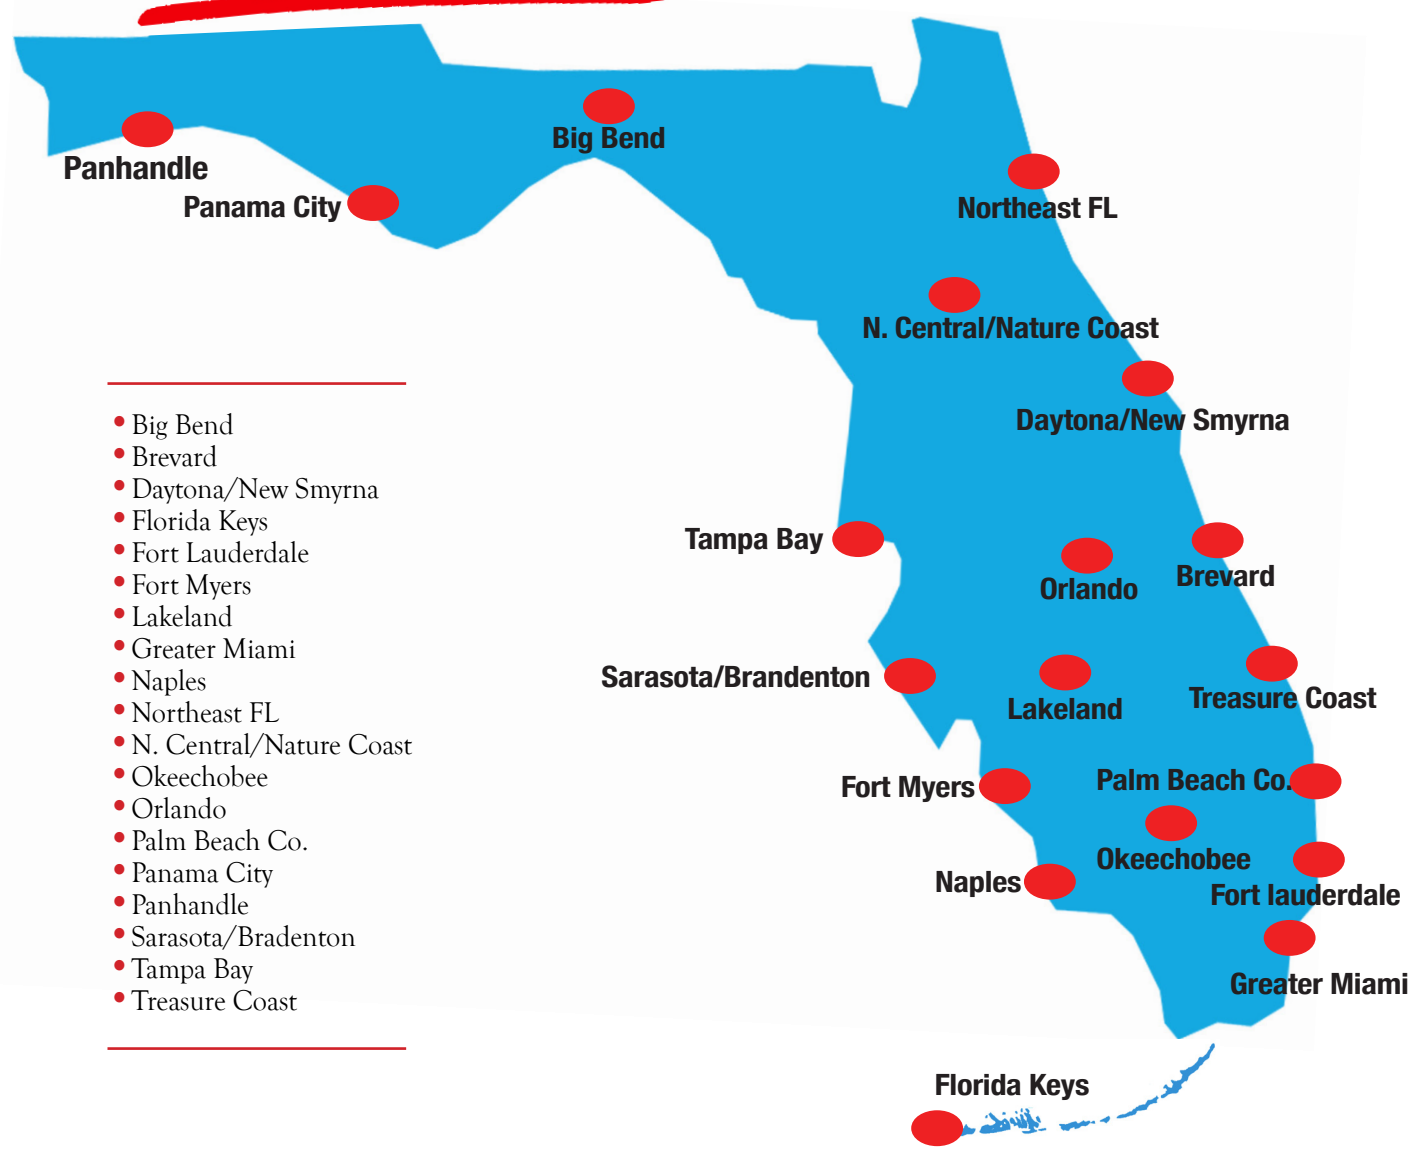 Big Bend
Panhandle
Panama City
Northeast FL
N. Central/Nature Coast
Daytona/New Smyrna
Tampa Bay
Orlando
Brevard
Sarasota/Brandenton
Lakeland
Treasure Coast
Fort Myers
Palm Beach Co.
Okeechobee
Naples
Fort lauderdale
Greater Miami
Florida Keys
• Big Bend
• Brevard
• Daytona/New Smyrna
• Florida Keys
• Fort Lauderdale
• Fort Myers
• Lakeland
• Greater Miami
• Naples
• Northeast FL
• N. Central/Nature Coast
• Okeechobee
• Orlando
• Palm Beach Co.
• Panama City
• Panhandle
• Sarasota/Bradenton
• Tampa Bay
• Treasure Coast